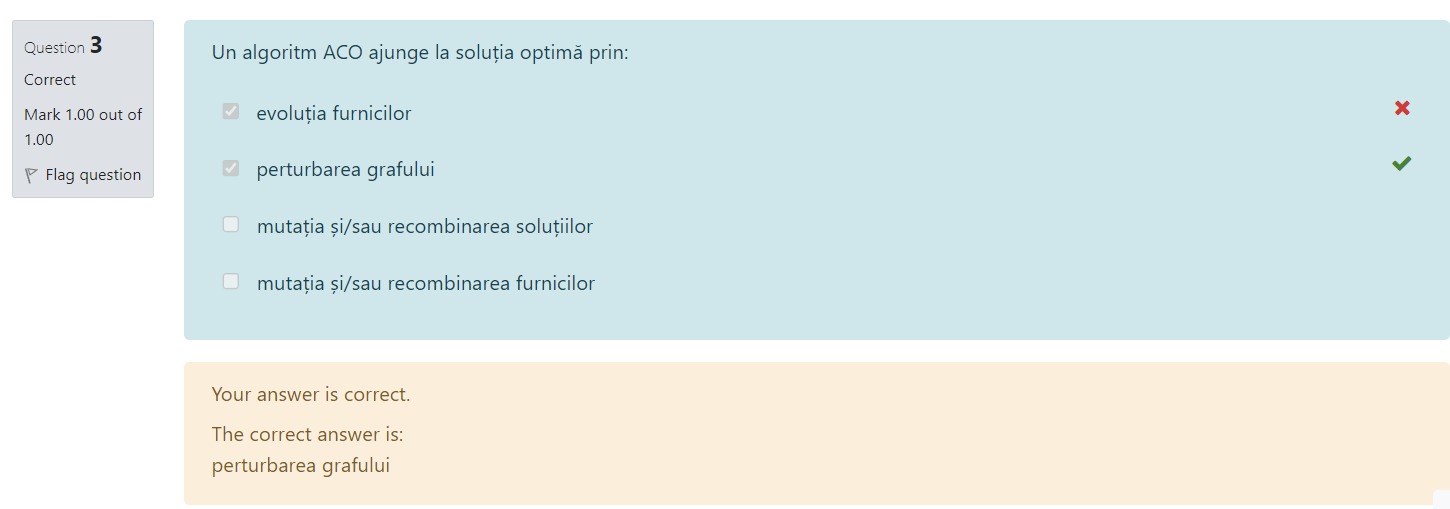 Question 3
Correct
Mark 1.00 out of
1.00
Flag question
Un algoritm ACO ajunge la soluția optimă prin:
evoluția furnicilor
perturbarea grafului
mutația și/sau recombinarea soluțiilor
mutația și/sau recombinarea furnicilor
Your answer is correct.
The correct answer is:
perturbarea grafului